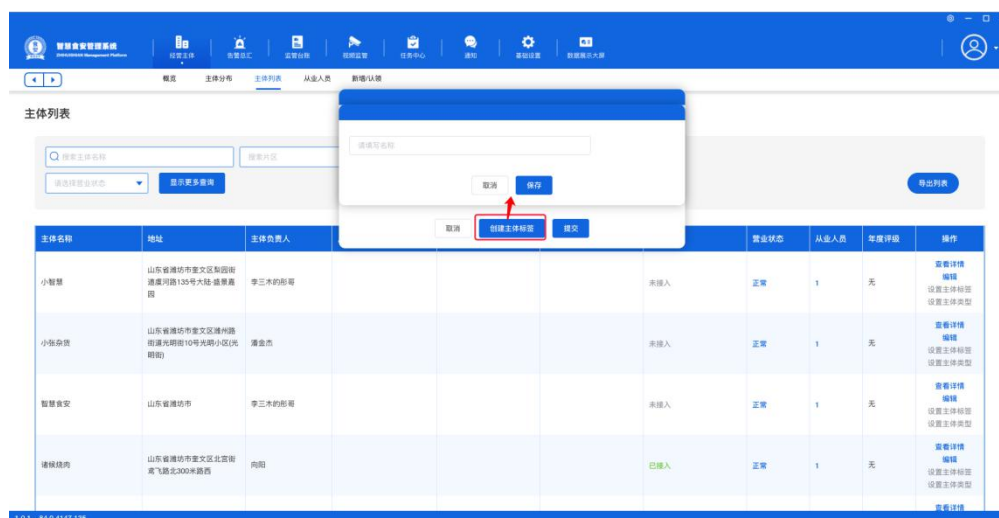 智慧食安管理系统
经营主体
告警总汇
监管台账
视频监管
任务中心
通知
基础设置
数据展示大屏
概览 主体分布 主体列表 从业人员 新增/认领
主体列表
搜索主体名称
搜索片区
请填写名称
请选择营业状态
显示更多查询
取消 保存
导出列表
取消 创建主体标签 提交
主体名称 地址 主体负责人 营业状态 从业人员 年度评级 操作
小智慧
山东省潍坊市奎文区梨园街
道虞河路135号大陆·盛景嘉
园
李三木的彤哥
未接入 正常 1 无
查看详情
编辑
设置主体标签
设置主体类型
小张杂货
山东省潍坊市奎文区潍州路
街道光明街10号光明小区(光
明街)
潘金杰
未接入 正常 1 无
查看详情
编辑
设置主体标签
设置主体类型
智慧食安
山东省潍坊市
李三木的彤哥
未接入 正常 1 无
查看详情
编辑
设置主体标签
设置主体类型
诸候烧肉
山东省潍坊市奎文区北宫街
鸢飞路北300米路西
向阳
已接入 正常 1 无
查看详情
编辑
设置主体标签
设置主体类型
查看详情